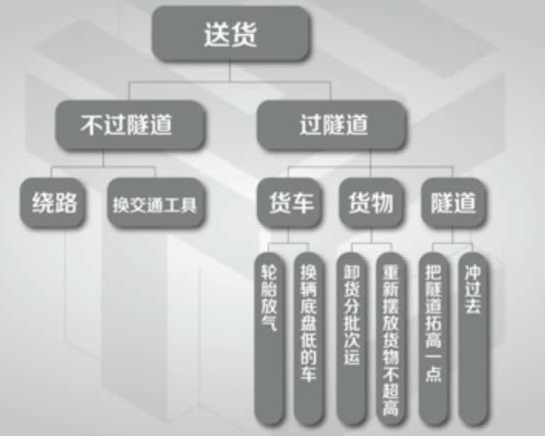 送货
不过隧道
过隧道
绕路
换交通工具
货车
货物
隧道
轮胎放气
换辆底盘低的车
卸货分批次运
重新摆放货物不超高
把隧道拓高一点
冲过去